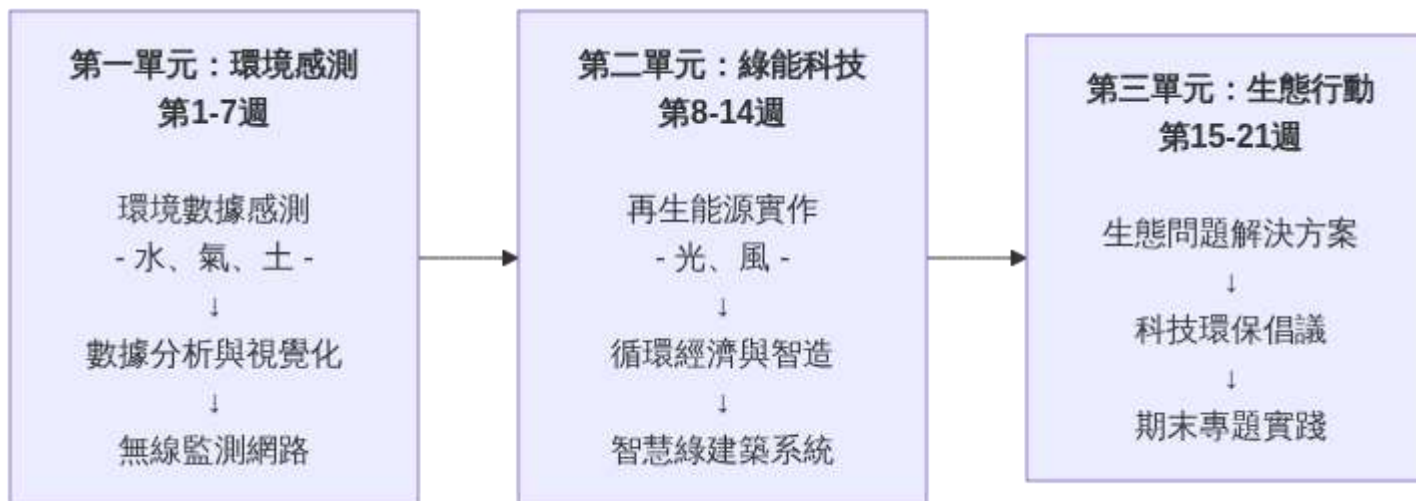 第一單元：環境感測
第1-7週
環境數據感測
- 水、氣、土 -
↓
數據分析與視覺化
↓
無線監測網路
第二單元：綠能科技
第8-14週
再生能源實作
- 光、風 -
↓
循環經濟與智造
↓
智慧綠建築系統
第三單元：生態行動
第15-21週
生態問題解決方案
↓
科技環保倡議
↓
期末專題實踐